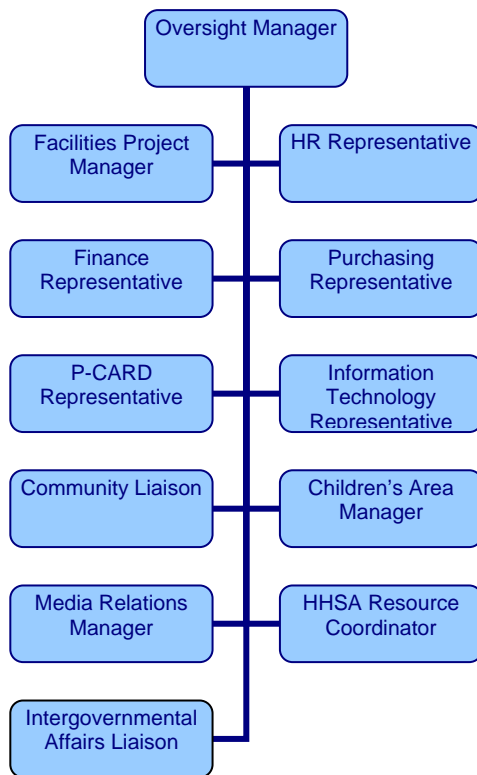 Oversight Manager
Facilities Project
Manager
HR Representative
Finance
Representative
Purchasing
Representative
P-CARD
Representative
Information
Technology
Representative
Community Liaison
Children's Area
Manager
Media Relations
Manager
HHSA Resource
Coordinator
Intergovernmental
Affairs Liaison